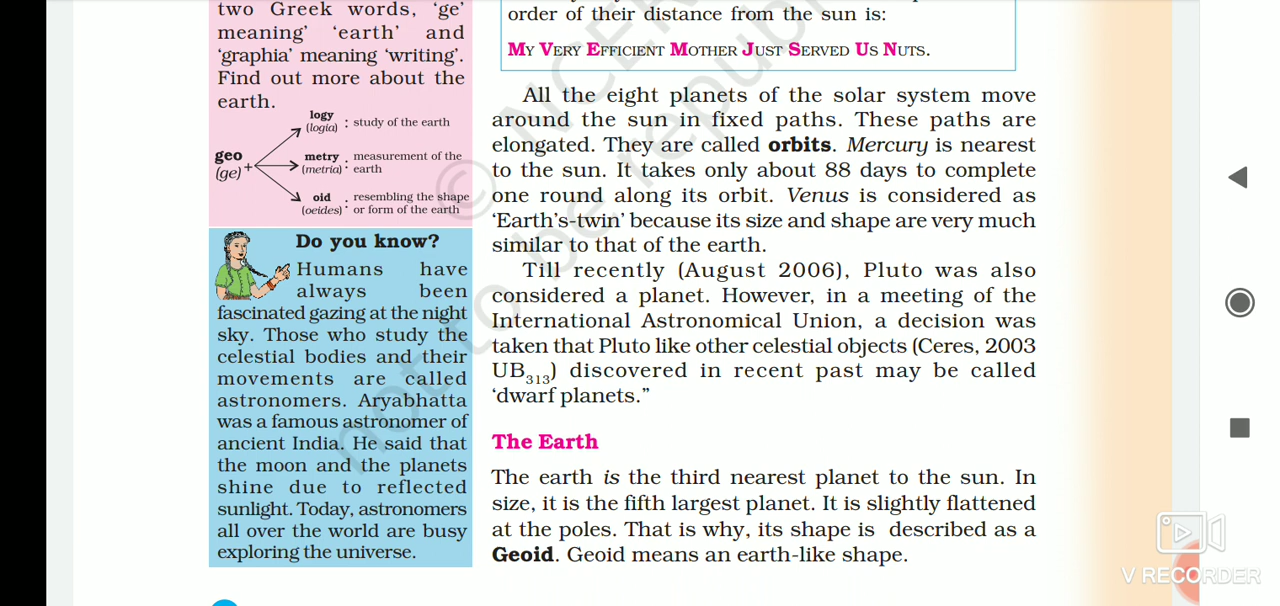 two Greek words, ‘ge’
meaning’ ‘earth’ and
‘graphia’ meaning ‘writing’.
Find out more about the
earth.
geo
(ge)
+
logy
(logia)
: study of the earth
metry
(metria)
: measurement of the
earth
oid
(oeides)
: resembling the shape
or form of the earth
Do you know?
Humans have
always been
fascinated gazing at the night
sky. Those who study the
celestial bodies and their
movements are called
astronomers. Aryabhatta
was a famous astronomer of
ancient India. He said that
the moon and the planets
shine due to reflected
sunlight. Today, astronomers
all over the world are busy
exploring the universe.
order of their distance from the sun is:
MY VERY EFFICIENT MOTHER JUST SERVED US NUTS.
All the eight planets of the solar system move
around the sun in fixed paths. These paths are
elongated. They are called orbits. Mercury is nearest
to the sun. It takes only about 88 days to complete
one round along its orbit. Venus is considered as
‘Earth’s-twin’ because its size and shape are very much
similar to that of the earth.
Till recently (August 2006), Pluto was also
considered a planet. However, in a meeting of the
International Astronomical Union, a decision was
taken that Pluto like other celestial objects (Ceres, 2003
UB313) discovered in recent past may be called
‘dwarf planets.”
The Earth
The earth is the third nearest planet to the sun. In
size, it is the fifth largest planet. It is slightly flattened
at the poles. That is why, its shape is described as a
Geoid. Geoid means an earth-like shape.
© NCER
not to be republi
V RECORDER